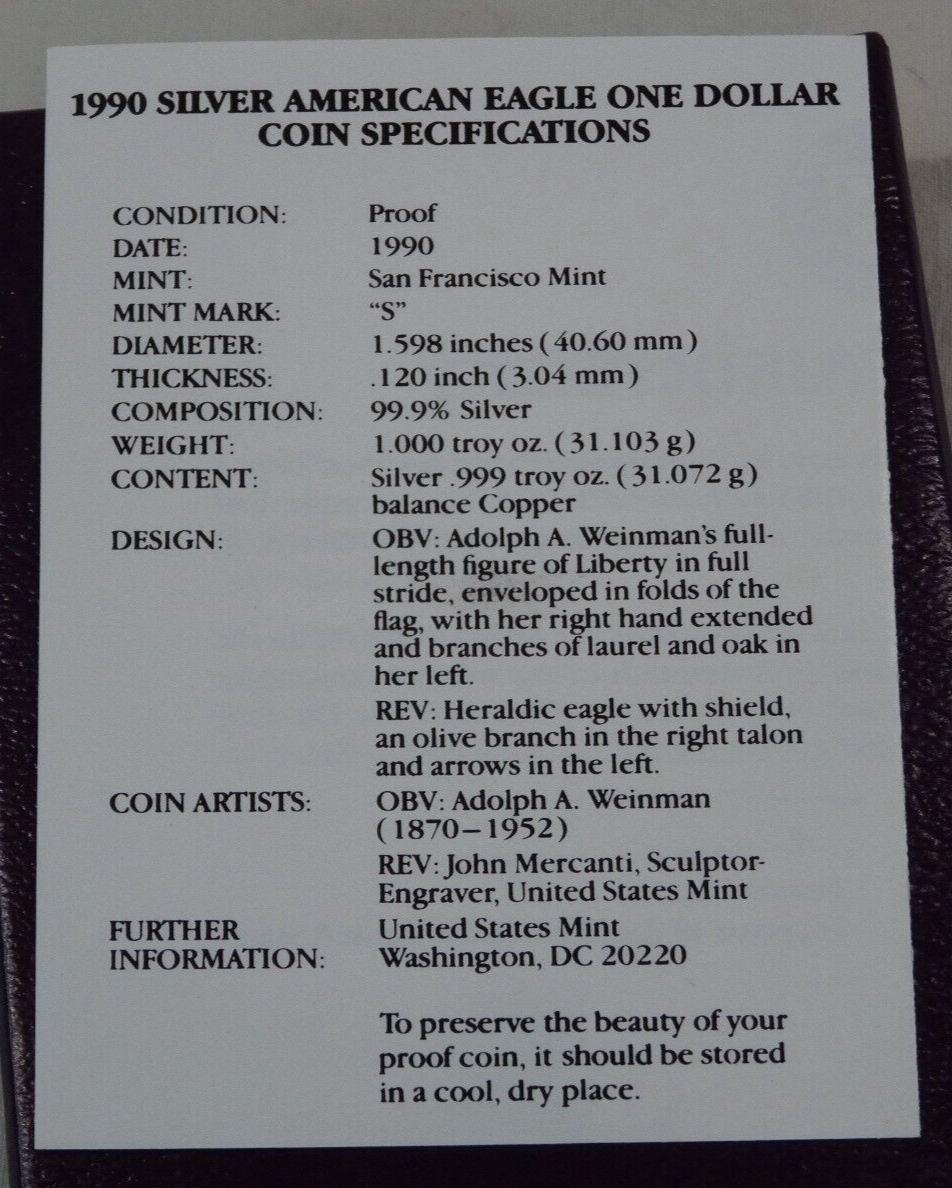 1990 SILVER AMERICAN EAGLE ONE DOLLAR
COIN SPECIFICATIONS
CONDITION: Proof
DATE: 1990
MINT: San Francisco Mint
MINT MARK: “S”
DIAMETER: 1.598 inches (40.60 mm)
THICKNESS: .120 inch (3.04 mm)
COMPOSITION: 99.9% Silver
WEIGHT: 1.000 troy oz. (31.103 g)
CONTENT: Silver .999 troy oz. (31.072 g)
balance Copper
DESIGN: OBV: Adolph A. Weinman’s full-
length figure of Liberty in full
stride, enveloped in folds of the
flag, with her right hand extended
and branches of laurel and oak in
her left.
REV: Heraldic eagle with shield,
an olive branch in the right talon
and arrows in the left.
COIN ARTISTS: OBV: Adolph A. Weinman
(1870–1952)
REV: John Mercanti, Sculptor-
Engraver, United States Mint
FURTHER United States Mint
INFORMATION: Washington, DC 20220
To preserve the beauty of your
proof coin, it should be stored
in a cool, dry place.